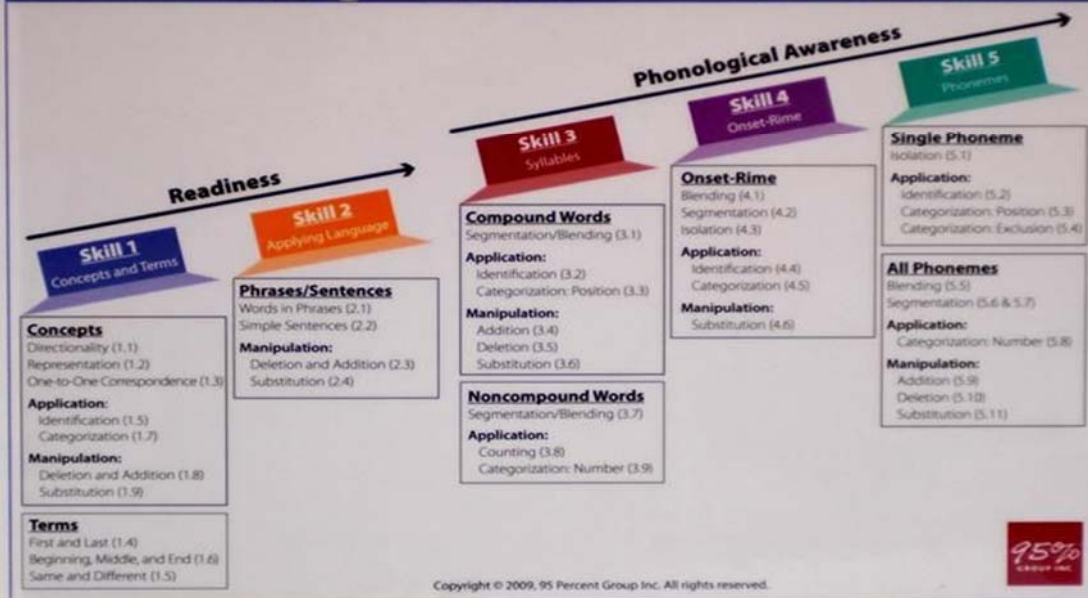 Readiness
Phonological Awareness
Skill 1
Concepts and Terms
Concepts
Directionality (1.1)
Representation (1.2)
One-to-One Correspondence (1.3)
Application:
Identification (1.5)
Categorization (1.7)
Manipulation:
Deletion and Addition (1.8)
Substitution (1.9)
Terms
First and Last (1.4)
Beginning, Middle, and End (1.6)
Same and Different (1.5)
Skill 2
Applying Language
Phrases/Sentences
Words in Phrases (2.1)
Simple Sentences (2.2)
Manipulation:
Deletion and Addition (2.3)
Substitution (2.4)
Skill 3
Syllables
Compound Words
Segmentation/Blending (3.1)
Application:
Identification (3.2)
Categorization: Position (3.3)
Manipulation:
Addition (3.4)
Deletion (3.5)
Substitution (3.6)
Noncompound Words
Segmentation/Blending (3.7)
Application:
Counting (3.8)
Categorization: Number (3.9)
Skill 4
Onset-Rime
Onset-Rime
Blending (4.1)
Segmentation (4.2)
Isolation (4.3)
Application:
Identification (4.4)
Categorization (4.5)
Manipulation:
Substitution (4.6)
Skill 5
Phonemes
Single Phoneme
Isolation (5.1)
Application:
Identification (5.2)
Categorization: Position (5.3)
Categorization: Exclusion (5.4)
All Phonemes
Blending (5.5)
Segmentation (5.6 & 5.7)
Application:
Categorization: Number (5.8)
Manipulation:
Addition (5.9)
Deletion (5.10)
Substitution (5.11)
95%
GROUP INC
Copyright © 2009, 95 Percent Group Inc. All rights reserved.